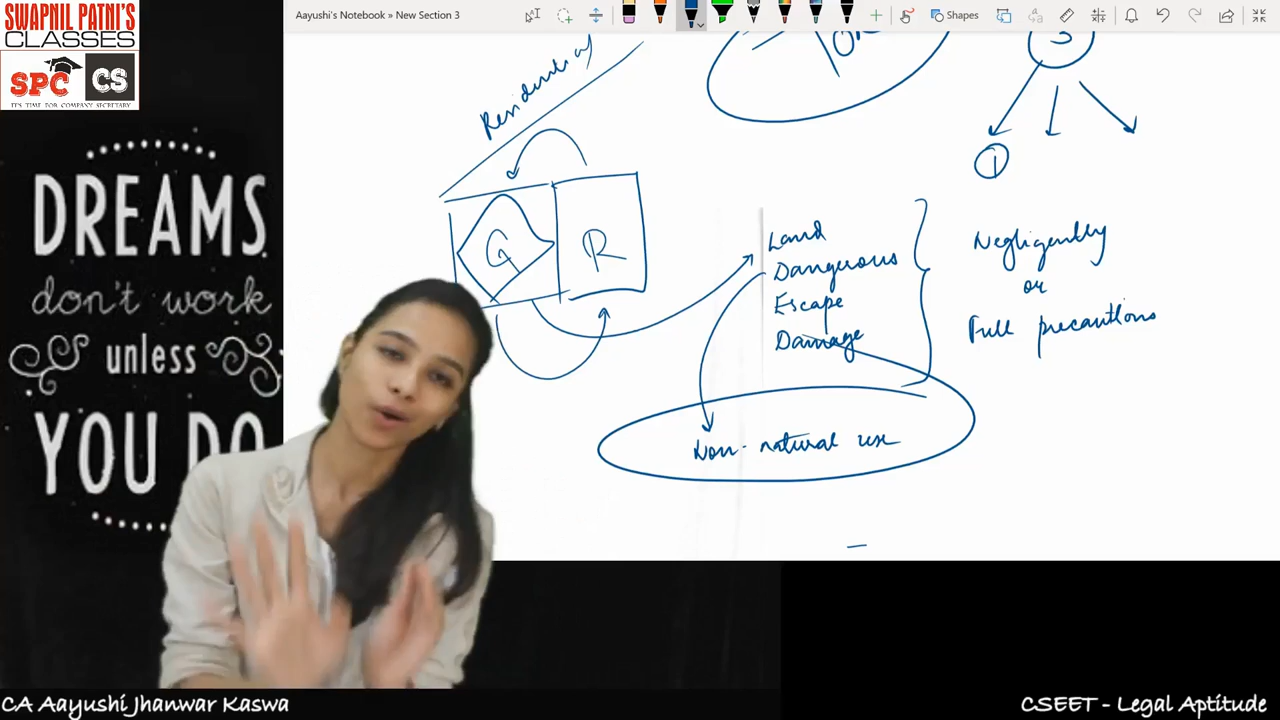 SWAPNIL PATNI'S
CLASSES
SPC CS
IT'S TIME FOR COMPANY SECRETARY
Aayushi's Notebook » New Section 3
Shapes
DREAMS
don't work
unless
YOU DO
Residential
G
R
OR
3
1
Land
Dangerous
Escape
Damage
Negligently
or
Full precautions
Non-natural use
CA Aayushi Jhanwar Kaswa
CSEET - Legal Aptitude